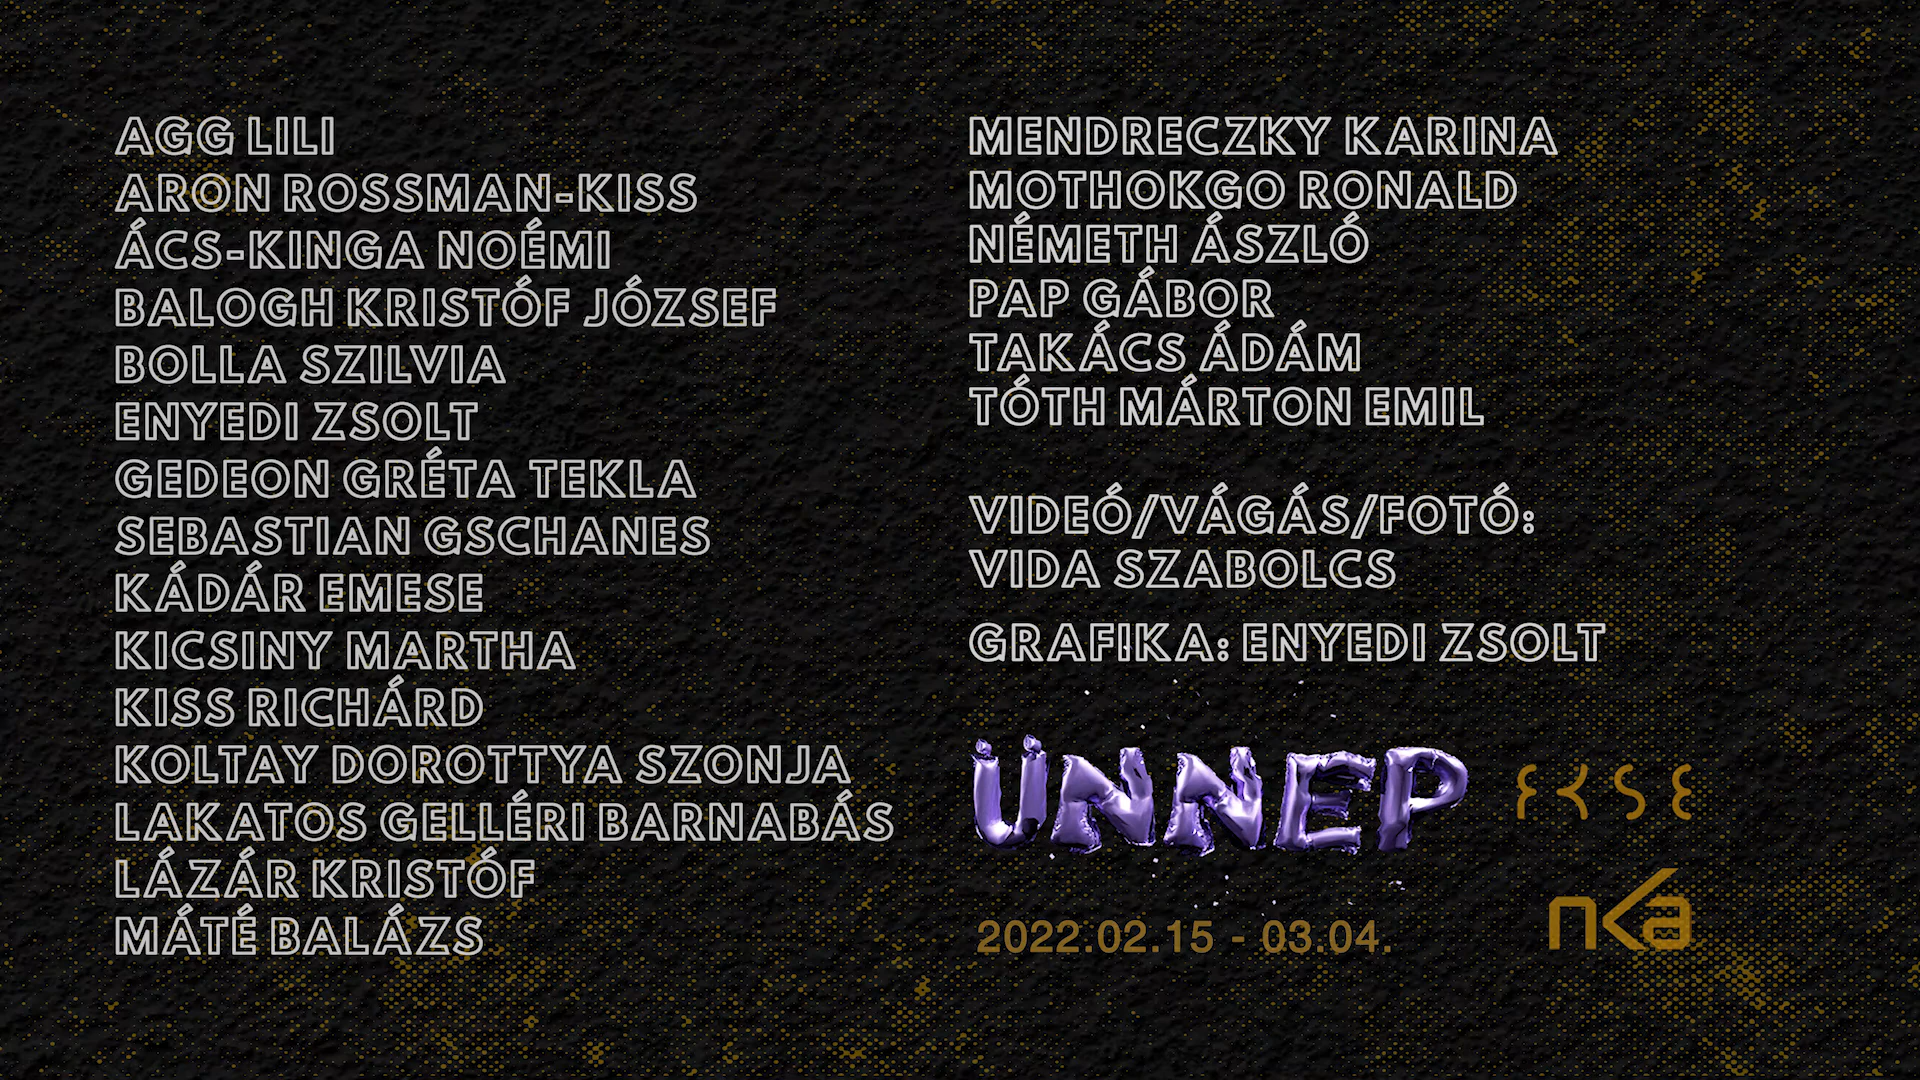 AGG LILI
ARON ROSSMAN-KISS
ÁCS-KINGA NOÉMI
BALOGH KRISTÓF JÓZSEF
BOLLA SZILVIA
ENYEDI ZSOLT
GEDEON GRÉTA TEKLA
SEBASTIAN GSCHANES
KÁDÁR EMESE
KICSINY MARTHA
KISS RICHÁRD
KOLTAY DOROTTYA SZONJA
LAKATOS GELLÉRI BARNABÁS
LÁZÁR KRISTÓF
MÁTÉ BALÁZS
MENDRECZKY KARINA
MOTHOKGO RONALD
NÉMETH ÁSZLÓ
PAP GÁBOR
TAKÁCS ÁDÁM
TÓTH MÁRTON EMIL
VIDEÓ/VÁGÁS/FOTÓ:
VIDA SZABOLCS
GRAFIKA: ENYEDI ZSOLT
ÜNNEP
FKSE
nka
2022.02.15 - 03.04.